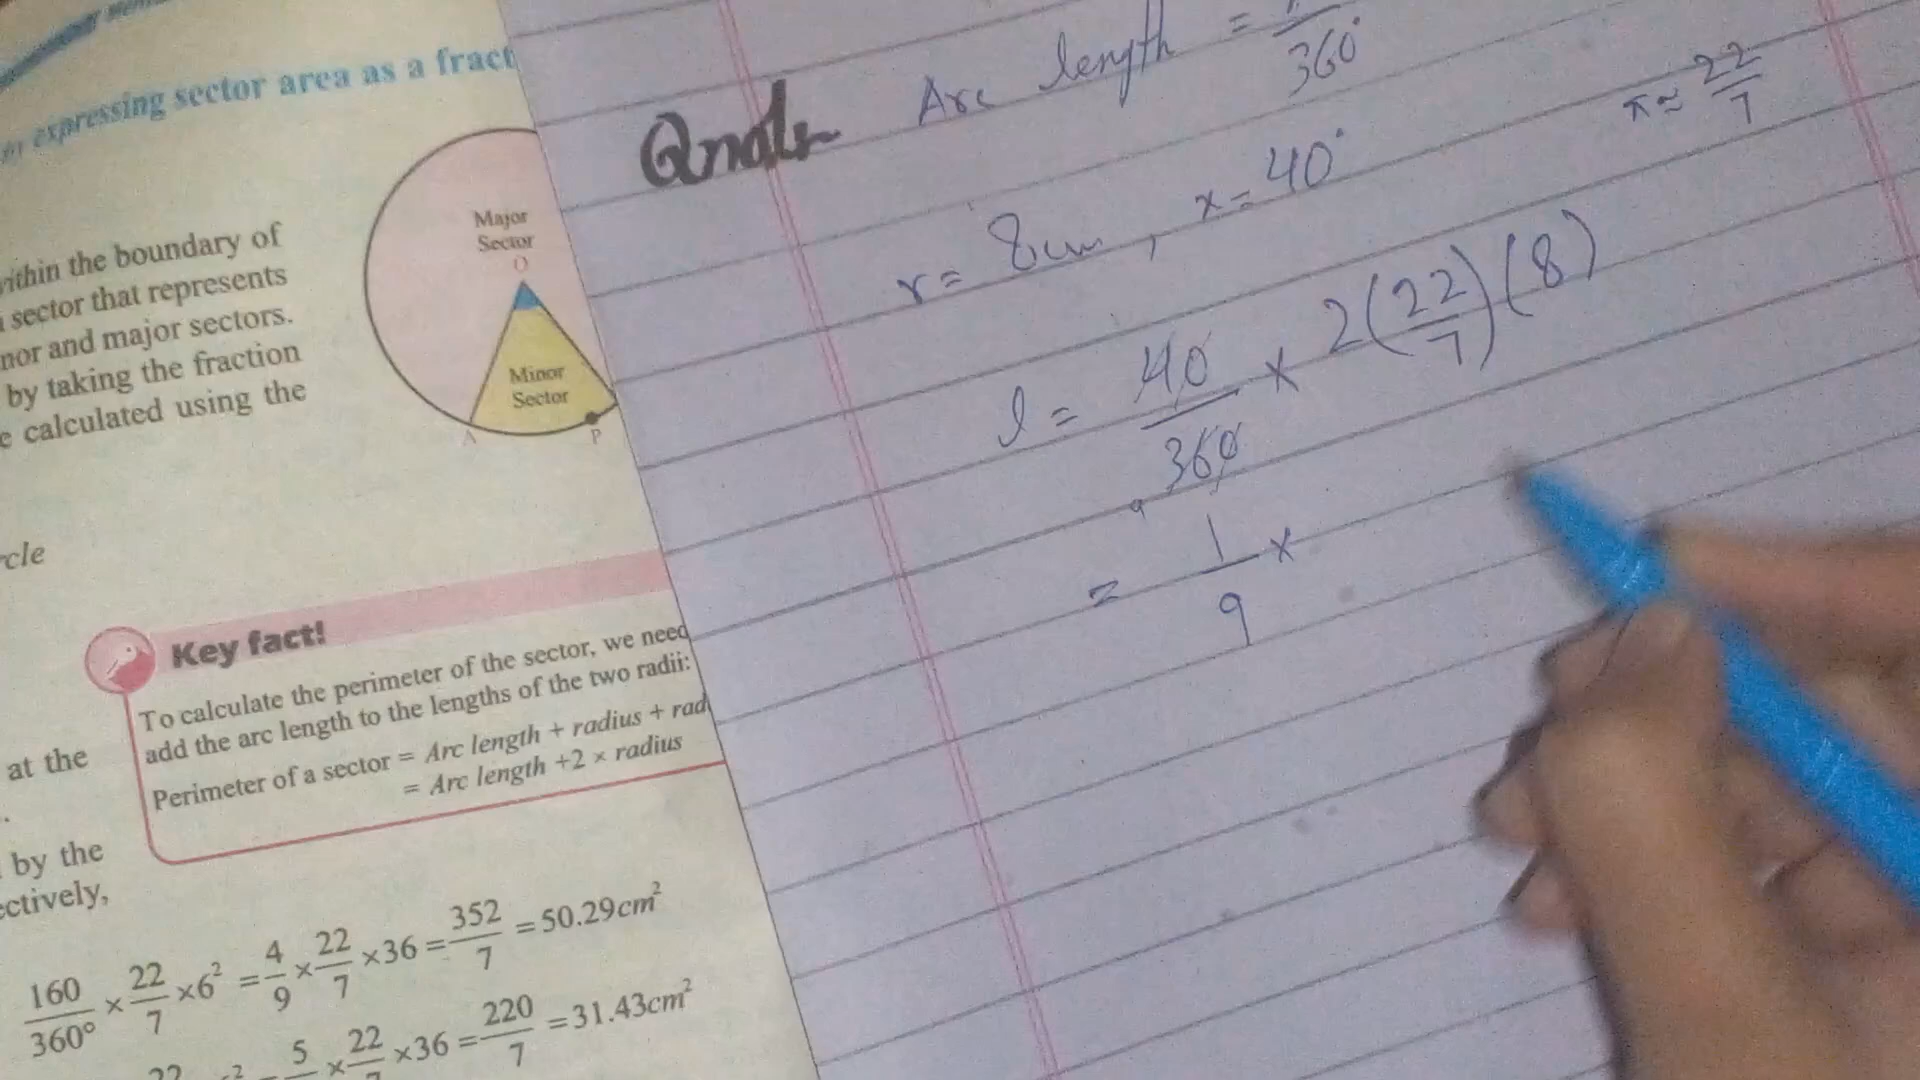 expressing sector area as a fract
within the boundary of
sector that represents
nor and major sectors.
by taking the fraction
e calculated using the
Major
Sector
O
Minor
Sector
A
P
rcle
Key fact!
To calculate the perimeter of the sector, we need
add the arc length to the lengths of the two radii:
Perimeter of a sector = Arc length + radius + rad
= Arc length +2 × radius
at the
by the
ectively,
160/360° × 22/7 ×6² = 4/9 × 22/7 ×36 = 352/7 = 50.29cm²
5 × 22 ×36 = 220/7 = 31.43cm²
Arc length = /360°
π ≈ 22/7
r = 8cm, x = 40°
l = 40/360 × 2(22/7)(8)
9
= 1/9 ×